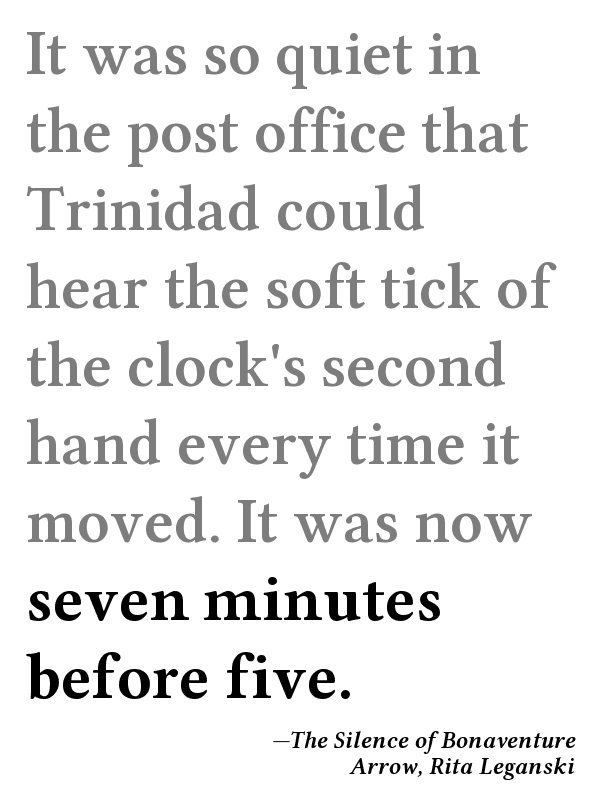 It was so quiet in
the post office that
Trinidad could
hear the soft tick of
the clock's second
hand every time it
moved. It was now
seven minutes
before five.
—The Silence of Bonaventure
Arrow, Rita Leganski